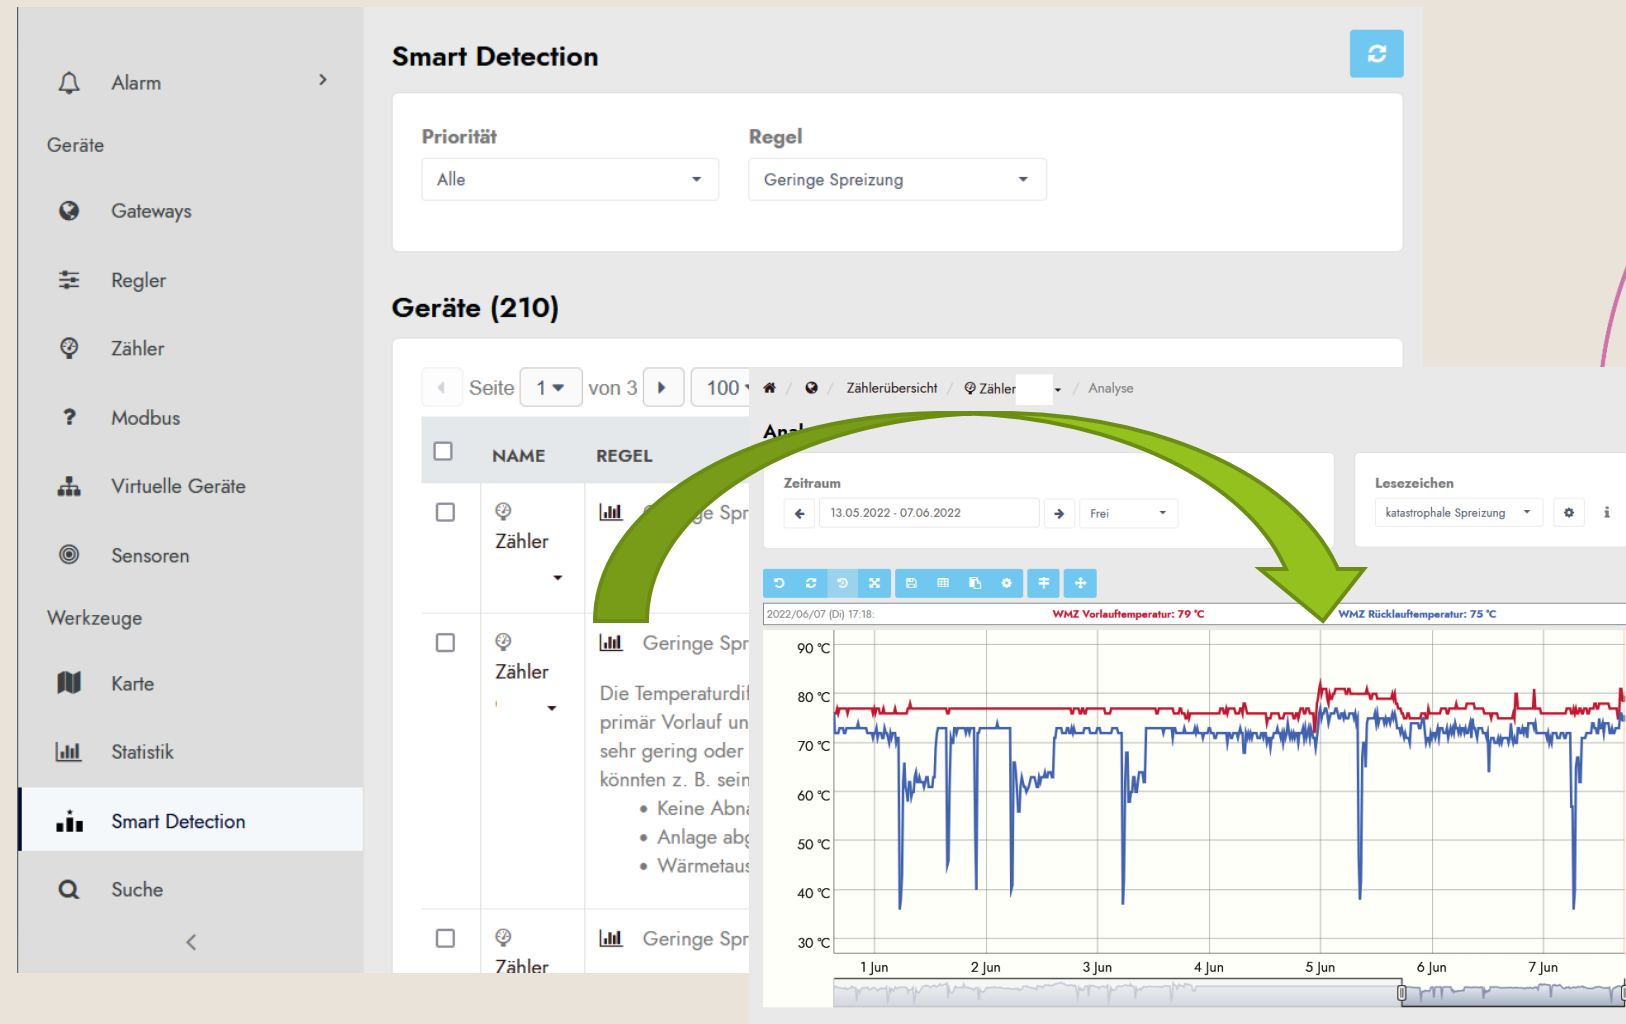 Alarm
Geräte
Gateways
Regler
Zähler
?
Modbus
Virtuelle Geräte
Sensoren
Werkzeuge
Karte
Statistik
Smart Detection
Suche
Smart Detection
Priorität
Regel
Alle
Geringe Spreizung
Geräte (210)
Seite 1 von 3 100
NAME REGEL
Zähler
Geringe Spr
Zähler
Die Temperaturdif
primär Vorlauf un
sehr gering oder
könnten z. B. sein
• Keine Abna
• Anlage abg
• Wärmetaus
Geringe Spr
Zähler
/ / Zählerübersicht / Zähler / Analyse
Zeitraum
13.05.2022 - 07.06.2022
Frei
Lesezeichen
katastrophale Spreizung
i
2022/06/07 (Di) 17:18: WMZ Vorlauftemperatur: 79 °C WMZ Rücklauftemperatur: 75 °C
90 °C
80 °C
70 °C
60 °C
50 °C
40 °C
30 °C
1 Jun 2 Jun 3 Jun 4 Jun 5 Jun 6 Jun 7 Jun